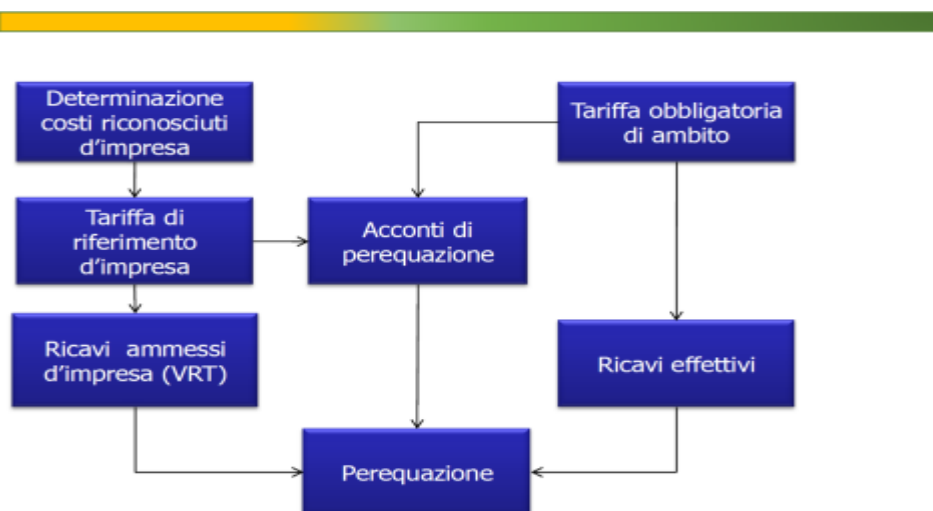 Determinazione
costi riconosciuti
d'impresa
Tariffa obbligatoria
di ambito
Tariffa di
riferimento
d'impresa
Acconti di
perequazione
Ricavi ammessi
d'impresa (VRT)
Ricavi effettivi
Perequazione